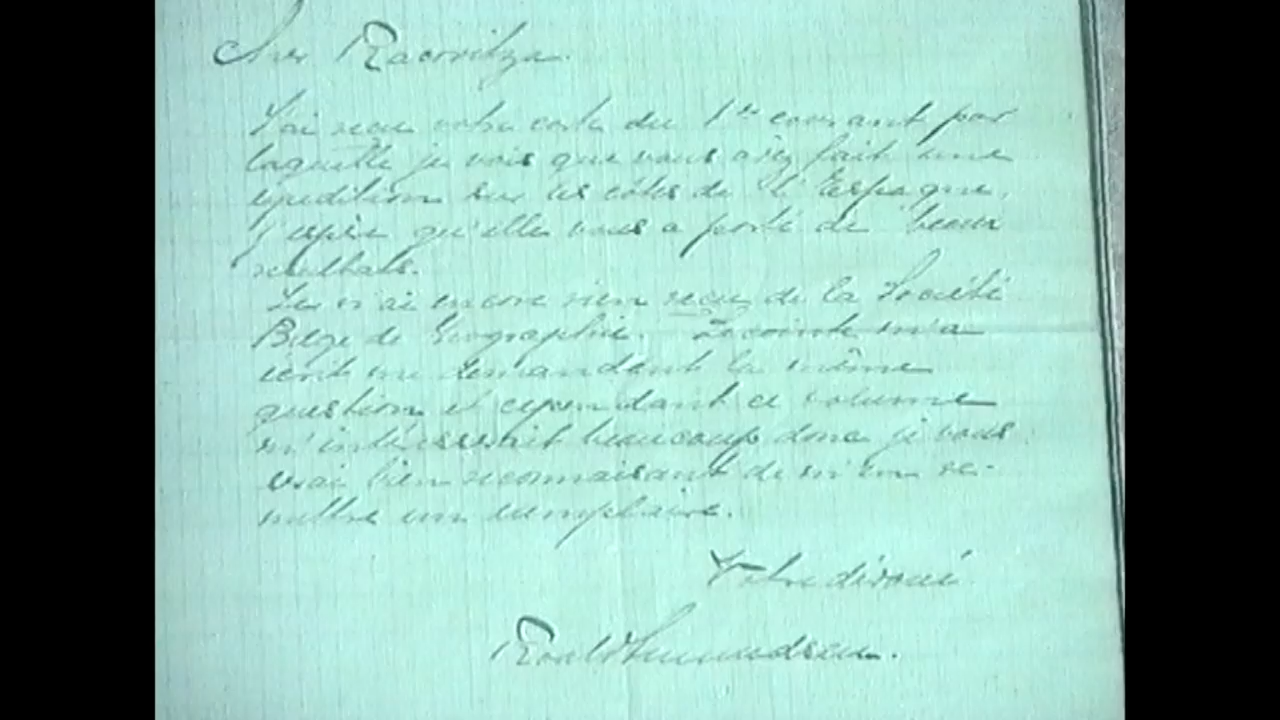 Cher Racovitza.
J'ai reçu votre carte du 1er courant par
laquelle je vois que vous avez fait une
expedition sur les côtes de l'Espagne.
J'espère qu'elle vous a porté de beaux
resultats.
Je n'ai encore rien reçu de la Société
Belge de Geographie. Lecointe m'a
écrit me demandant la même
question et cependant ce volume
m'intéresserait beaucoup donc je vous
serai bien reconnaisant de m'en re-
mettre un exemplaire.
Votre dévoué
Roald Amundsen.